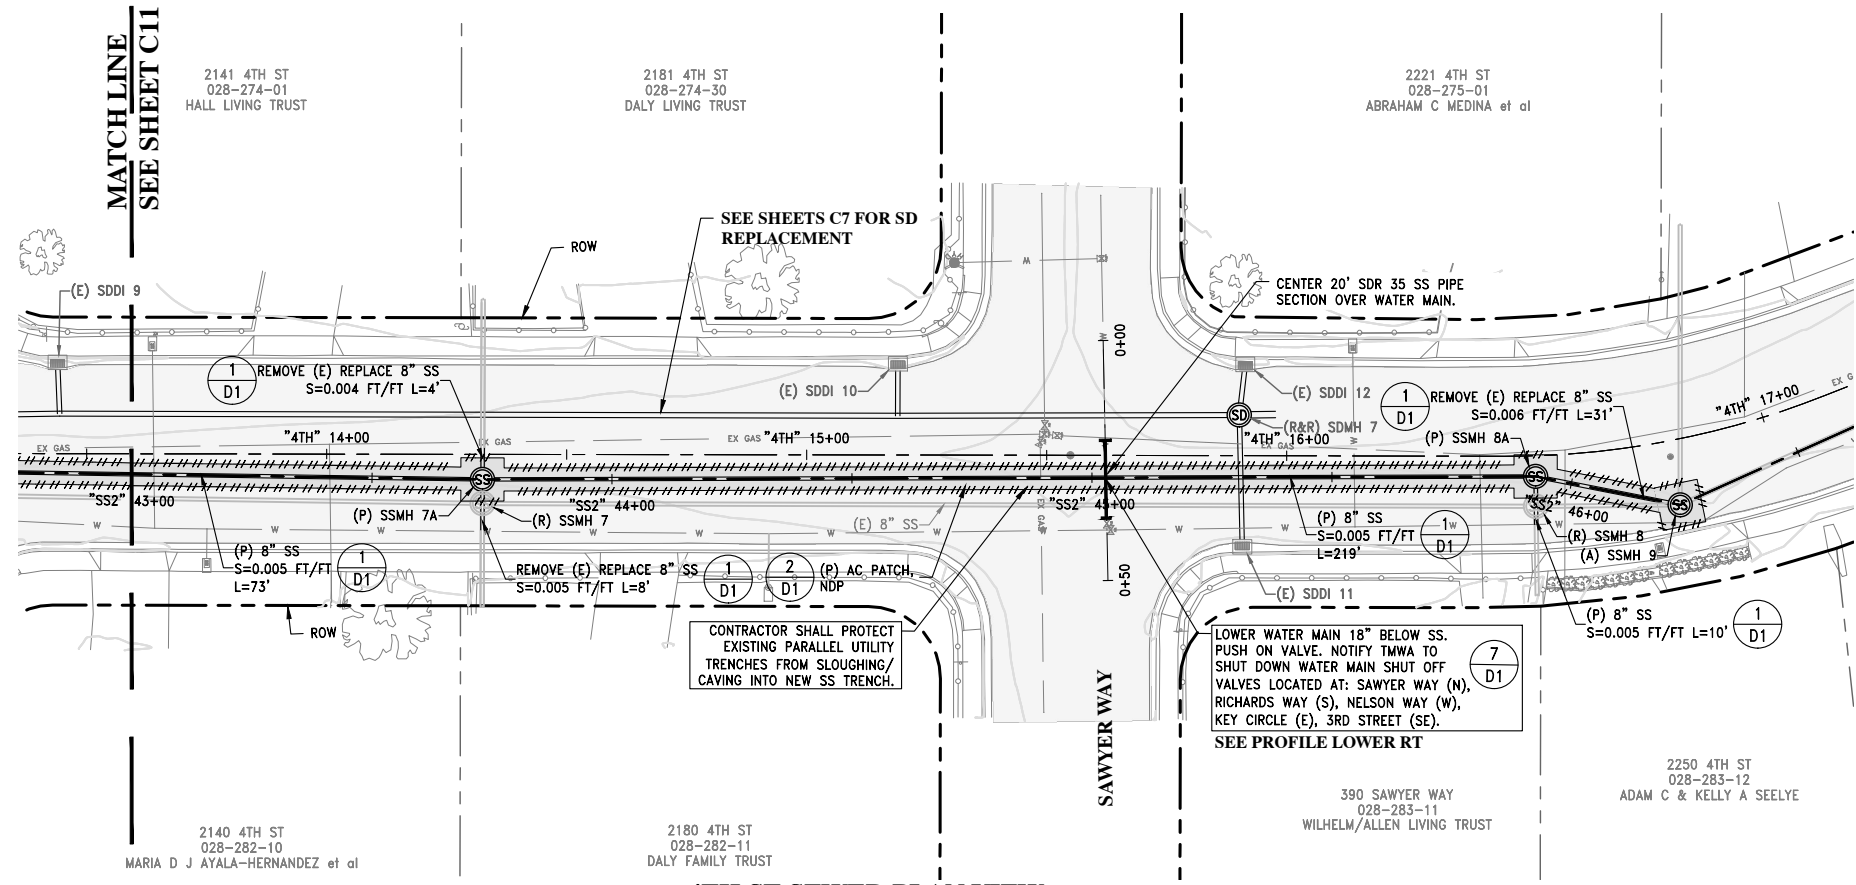 MATCH LINE
SEE SHEET C11
2141 4TH ST
028-274-01
HALL LIVING TRUST
2181 4TH ST
028-274-30
DALY LIVING TRUST
2221 4TH ST
028-275-01
ABRAHAM C MEDINA et al
SEE SHEETS C7 FOR SD
REPLACEMENT
ROW
(E) SDDI 9
W
CENTER 20' SDR 35 SS PIPE
SECTION OVER WATER MAIN.
W
0+00
1
D1
REMOVE (E) REPLACE 8" SS
S=0.004 FT/FT L=4'
(E) SDDI 10
(E) SDDI 12
1
D1
REMOVE (E) REPLACE 8" SS
S=0.006 FT/FT L=31'
"4TH" 17+00
EX G
SD
(R&R) SDMH 7
(P) SSMH 8A
EX GAS
"4TH" 14+00
EX GAS
EX GAS
"4TH" 15+00
"4TH" 16+00
EX GAS
W
SS
SS
SS
"SS2" 43+00
(P) SSMH 7A
(R) SSMH 7
"SS2" 44+00
(E) 8" SS
EX GAS
"SS2" 45+00
"SS2" 46+00
W
W
W
W
W
W
W
W
W
(P) 8" SS
S=0.005 FT/FT
L=219'
1
D1
W
(R) SSMH 8
(A) SSMH 9
(P) 8" SS
S=0.005 FT/FT
L=73'
1
D1
REMOVE (E) REPLACE 8" SS
S=0.005 FT/FT L=8'
1
D1
2
D1
(P) AC PATCH,
NDP
0+50
(E) SDDI 11
(P) 8" SS
S=0.005 FT/FT L=10'
1
D1
ROW
CONTRACTOR SHALL PROTECT
EXISTING PARALLEL UTILITY
TRENCHES FROM SLOUGHING/
CAVING INTO NEW SS TRENCH.
LOWER WATER MAIN 18" BELOW SS.
PUSH ON VALVE. NOTIFY TMWA TO
SHUT DOWN WATER MAIN SHUT OFF
VALVES LOCATED AT: SAWYER WAY (N),
RICHARDS WAY (S), NELSON WAY (W),
KEY CIRCLE (E), 3RD STREET (SE).
7
D1
SEE PROFILE LOWER RT
SAWYER WAY
2140 4TH ST
028-282-10
MARIA D J AYALA-HERNANDEZ et al
2180 4TH ST
028-282-11
DALY FAMILY TRUST
390 SAWYER WAY
028-283-11
WILHELM/ALLEN LIVING TRUST
2250 4TH ST
028-283-12
ADAM C & KELLY A SEELYE